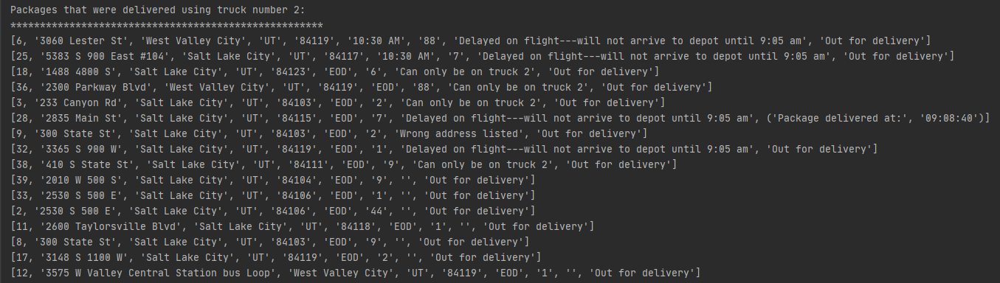 Packages that were delivered using truck number 2:
*****************************************************
[6, '3060 Lester St', 'West Valley City', 'UT', '84119', '10:30 AM', '88', 'Delayed on flight---will not arrive to depot until 9:05 am', 'Out for delivery']
[25, '5383 S 900 East #104', 'Salt Lake City', 'UT', '84117', '10:30 AM', '7', 'Delayed on flight---will not arrive to depot until 9:05 am', 'Out for delivery']
[18, '1488 4800 S', 'Salt Lake City', 'UT', '84123', 'EOD', '6', 'Can only be on truck 2', 'Out for delivery']
[36, '2300 Parkway Blvd', 'West Valley City', 'UT', '84119', 'EOD', '88', 'Can only be on truck 2', 'Out for delivery']
[3, '233 Canyon Rd', 'Salt Lake City', 'UT', '84103', 'EOD', '2', 'Can only be on truck 2', 'Out for delivery']
[28, '2835 Main St', 'Salt Lake City', 'UT', '84115', 'EOD', '7', 'Delayed on flight---will not arrive to depot until 9:05 am', ('Package delivered at:', '09:08:40')]
[9, '300 State St', 'Salt Lake City', 'UT', '84103', 'EOD', '2', 'Wrong address listed', 'Out for delivery']
[32, '3365 S 900 W', 'Salt Lake City', 'UT', '84119', 'EOD', '1', 'Delayed on flight---will not arrive to depot until 9:05 am', 'Out for delivery']
[38, '410 S State St', 'Salt Lake City', 'UT', '84111', 'EOD', '9', 'Can only be on truck 2', 'Out for delivery']
[39, '2010 W 500 S', 'Salt Lake City', 'UT', '84104', 'EOD', '9', '', 'Out for delivery']
[33, '2530 S 500 E', 'Salt Lake City', 'UT', '84106', 'EOD', '1', '', 'Out for delivery']
[2, '2530 S 500 E', 'Salt Lake City', 'UT', '84106', 'EOD', '44', '', 'Out for delivery']
[11, '2600 Taylorsville Blvd', 'Salt Lake City', 'UT', '84118', 'EOD', '1', '', 'Out for delivery']
[8, '300 State St', 'Salt Lake City', 'UT', '84103', 'EOD', '9', '', 'Out for delivery']
[17, '3148 S 1100 W', 'Salt Lake City', 'UT', '84119', 'EOD', '2', '', 'Out for delivery']
[12, '3575 W Valley Central Station bus Loop', 'West Valley City', 'UT', '84119', 'EOD', '1', '', 'Out for delivery']